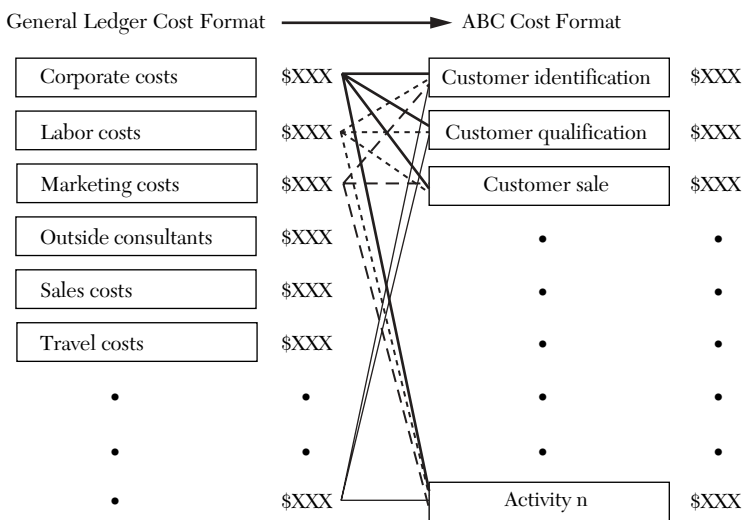 General Ledger Cost Format ABC Cost Format
Corporate costs $XXX Customer identification $XXX
Labor costs $XXX Customer qualification $XXX
Marketing costs $XXX Customer sale $XXX
Outside consultants $XXX
Sales costs $XXX
Travel costs $XXX
$XXX Activity n $XXX